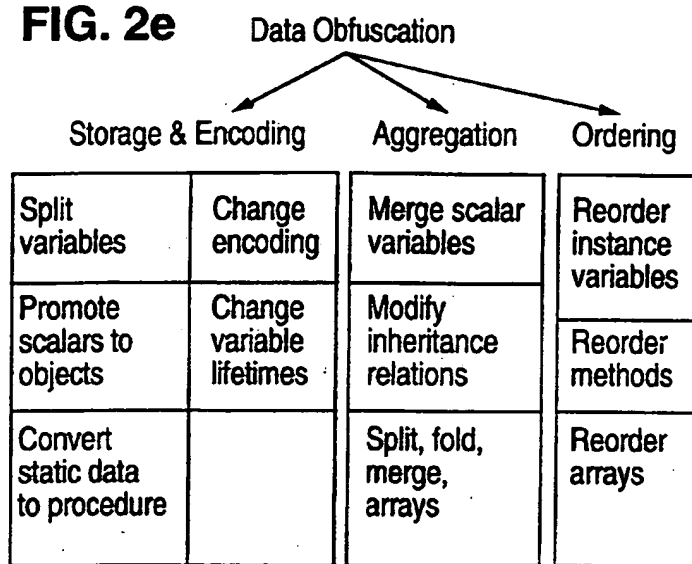 FIG. 2e
Data Obfuscation
Storage & Encoding
Aggregation
Ordering
Split
variables
Change
encoding
Merge scalar
variables
Reorder
instance
variables
Promote
scalars to
objects
Change
variable
lifetimes
Modify
inheritance
relations
Reorder
methods
Convert
static data
to procedure
Split, fold,
merge,
arrays
Reorder
arrays